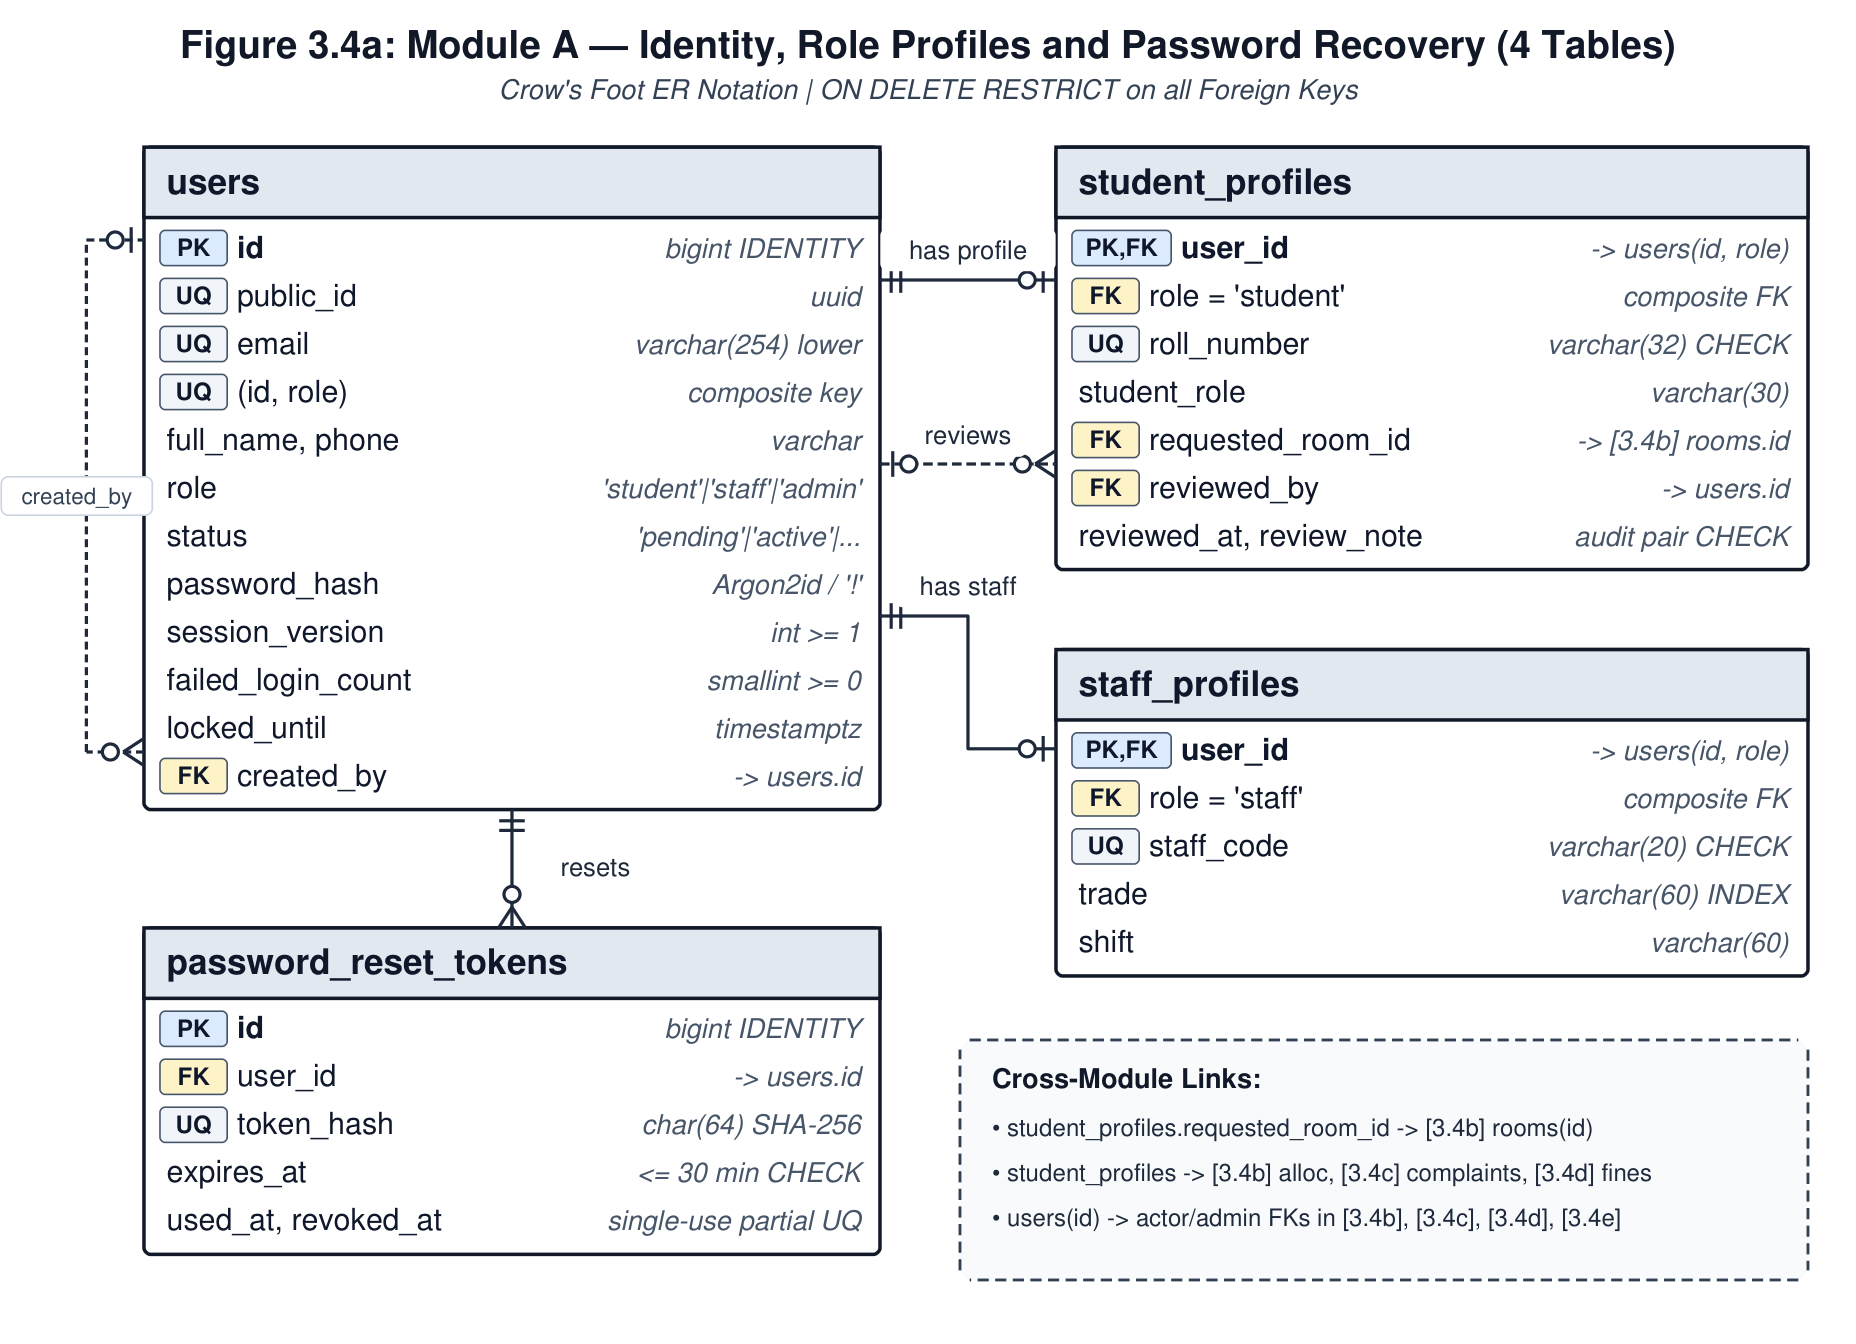 Figure 3.4a: Module A — Identity, Role Profiles and Password Recovery (4 Tables)
Crow's Foot ER Notation | ON DELETE RESTRICT on all Foreign Keys
users
PK id bigint IDENTITY
UQ public_id uuid
UQ email varchar(254) lower
UQ (id, role) composite key
full_name, phone varchar
role 'student'|'staff'|'admin'
status 'pending'|'active'|...
password_hash Argon2id / '!'
session_version int >= 1
failed_login_count smallint >= 0
locked_until timestamptz
FK created_by -> users.id
created_by
has profile
reviews
has staff
resets
student_profiles
PK,FK user_id -> users(id, role)
FK role = 'student' composite FK
UQ roll_number varchar(32) CHECK
student_role varchar(30)
FK requested_room_id -> [3.4b] rooms.id
FK reviewed_by -> users.id
reviewed_at, review_note audit pair CHECK
staff_profiles
PK,FK user_id -> users(id, role)
FK role = 'staff' composite FK
UQ staff_code varchar(20) CHECK
trade varchar(60) INDEX
shift varchar(60)
password_reset_tokens
PK id bigint IDENTITY
FK user_id -> users.id
UQ token_hash char(64) SHA-256
expires_at <= 30 min CHECK
used_at, revoked_at single-use partial UQ
Cross-Module Links:
• student_profiles.requested_room_id -> [3.4b] rooms(id)
• student_profiles -> [3.4b] alloc, [3.4c] complaints, [3.4d] fines
• users(id) -> actor/admin FKs in [3.4b], [3.4c], [3.4d], [3.4e]